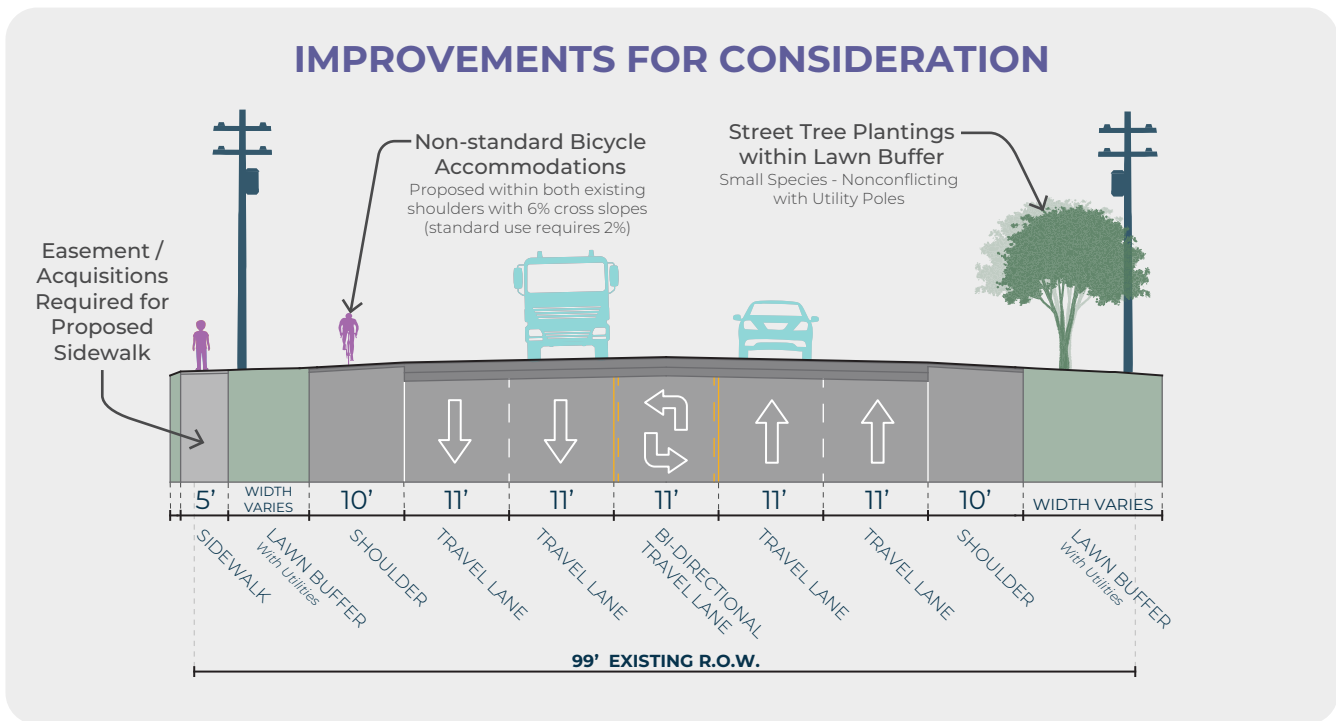 IMPROVEMENTS FOR CONSIDERATION
Easement /
Acquisitions
Required for
Proposed
Sidewalk
Non-standard Bicycle
Accommodations
Proposed within both existing
shoulders with 6% cross slopes
(standard use requires 2%)
Street Tree Plantings
within Lawn Buffer
Small Species - Nonconflicting
with Utility Poles
5’
WIDTH
VARIES
10’
11’
11’
11’
11’
11’
10’
WIDTH VARIES
SIDEWALK
LAWN BUFFER
With Utilities
SHOULDER
TRAVEL LANE
TRAVEL LANE
BI-DIRECTIONAL
TRAVEL LANE
TRAVEL LANE
TRAVEL LANE
SHOULDER
LAWN BUFFER
With Utilities
99’ EXISTING R.O.W.